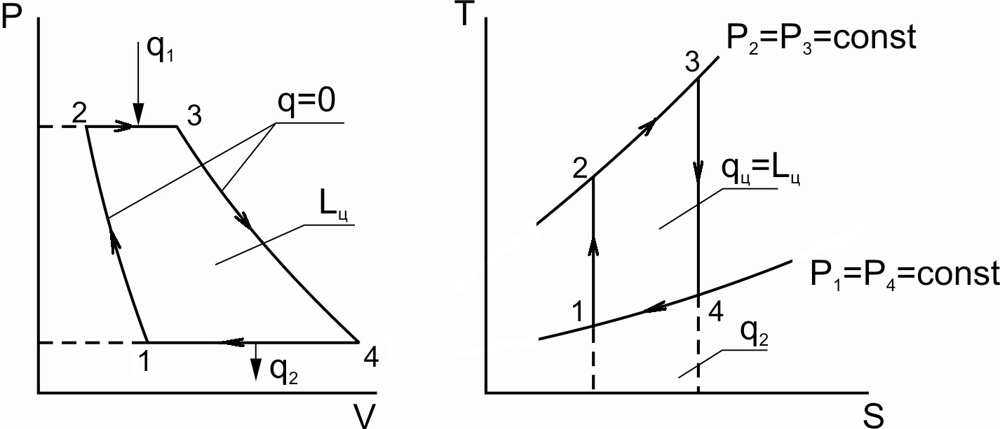 P
q₁
2
3
q=0
Lц
1
4
q₂
V
T
P₂=P₃=const
3
2
qц=Lц
P₁=P₄=const
1
4
q₂
S